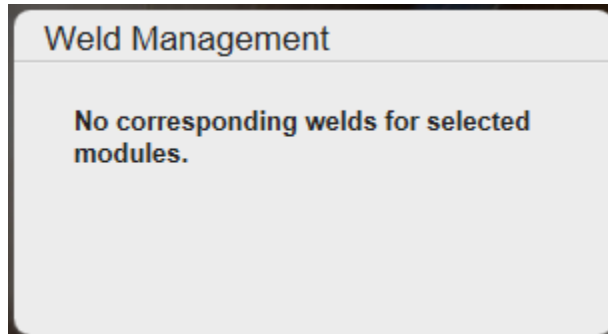 Weld Management
No corresponding welds for selected
modules.